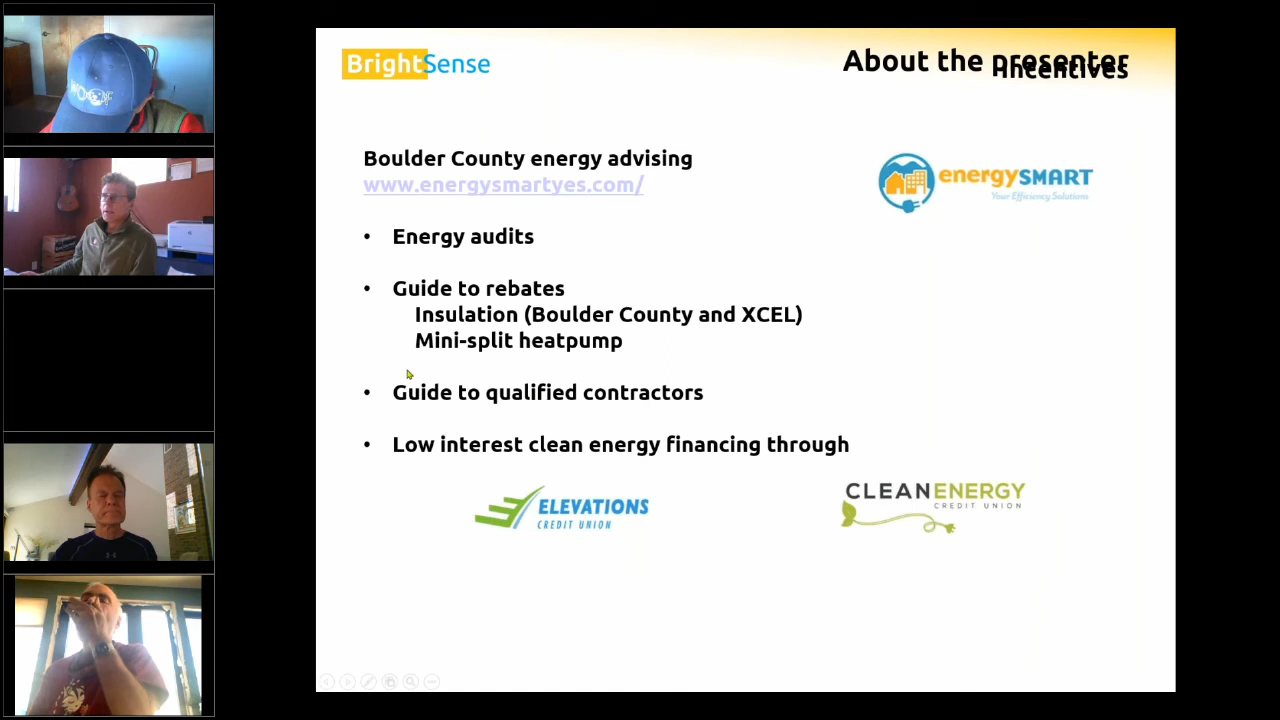 BrightSense
About the presenter
Incentives
Boulder County energy advising
www.energysmartyes.com/
energySMART
Your Efficiency Solutions
• Energy audits
• Guide to rebates
Insulation (Boulder County and XCEL)
Mini-split heatpump
• Guide to qualified contractors
• Low interest clean energy financing through
ELEVATIONS
CREDIT UNION
CLEANENERGY
CREDIT UNION